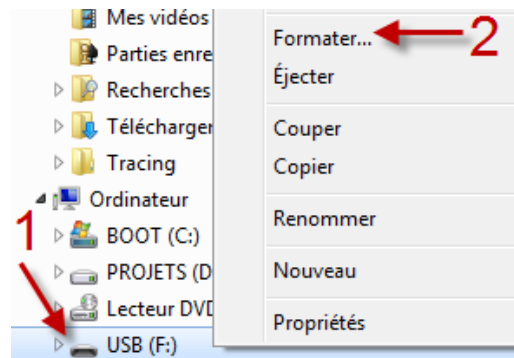 Mes vidéos
Parties enre
Recherches
Télécharger
Tracing
Ordinateur
BOOT (C:)
PROJETS (D
Lecteur DVD
USB (F:)
1
Formater...
2
Éjecter
Couper
Copier
Renommer
Nouveau
Propriétés